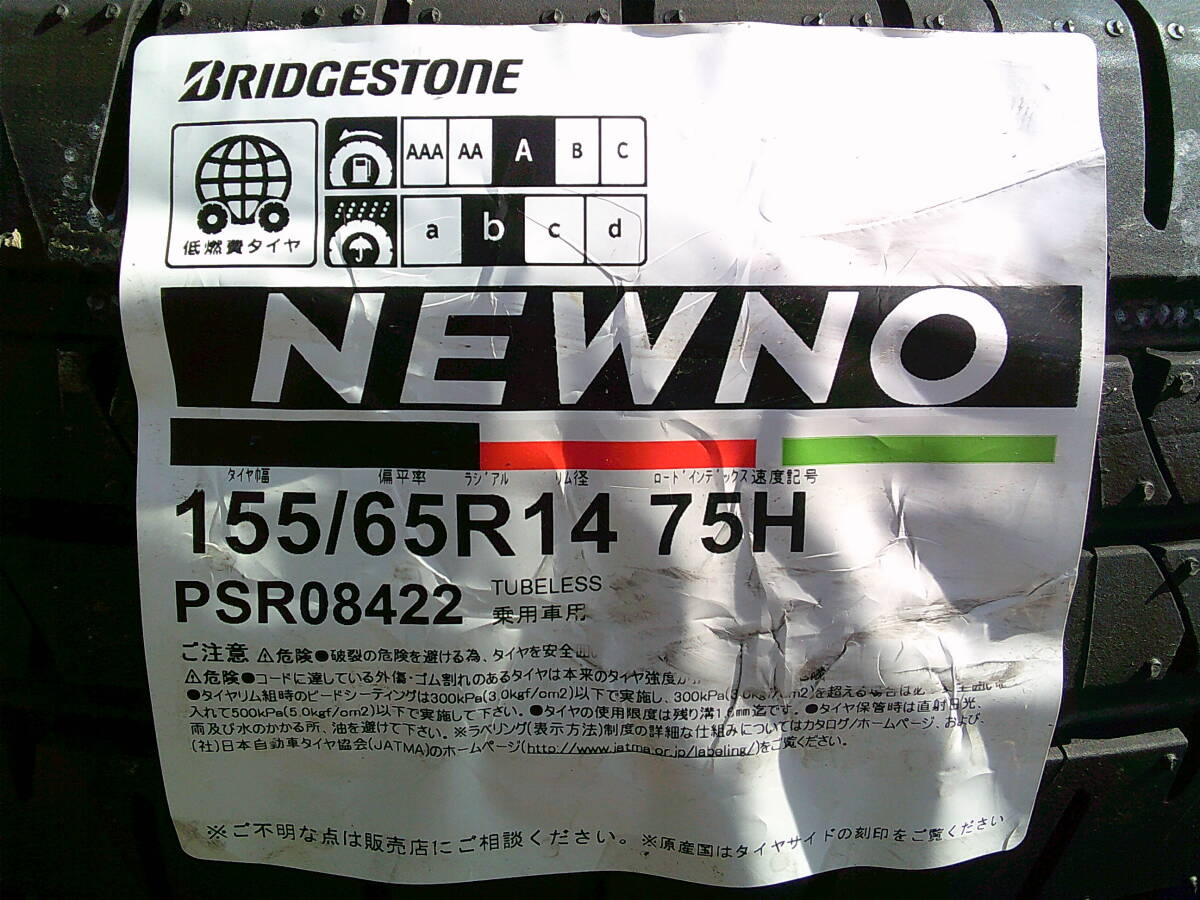 BRIDGESTONE
AAA AA A B C
低燃費タイヤ
a b c d
NEWNO
タイヤ幅 偏平率 ラジアル リム径 ロードインデックス 速度記号
155/65R14 75H
PSR08422 TUBELESS
乗用車用
ご注意 ⚠危険●破裂の危険を避ける為、タイヤを安全
⚠危険●コードに達している外傷・ゴム割れのあるタイヤは本来のタイヤ強度が
●タイヤリム組時のビードシーティングは300kPa(3.0kgf/cm2)以下で実施し、300kPa(3.0kgf/cm2)を超える場合は必
入れて500kPa(5.0kgf/cm2)以下で実施して下さい。●タイヤの使用限度は残り溝1.6mm迄です。●タイヤ保管時は直射日光、
雨及び水のかかる所、油を避けて下さい。※ラベリング(表示方法)制度の詳細な仕組みについてはカタログ/ホームページ、および、
(社)日本自動車タイヤ協会(JATMA)のホームページ(http://www.jatma.or.jp/labeling/)をご覧ください。
※ご不明な点は販売店にご相談ください。※原産国はタイヤサイドの刻印をご覧ください